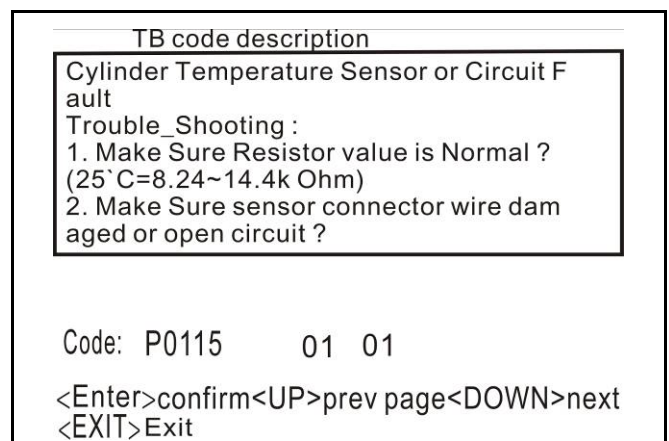 TB code description
Cylinder Temperature Sensor or Circuit F
ault
Trouble_Shooting :
1. Make Sure Resistor value is Normal ?
(25`C=8.24~14.4k Ohm)
2. Make Sure sensor connector wire dam
aged or open circuit ?
Code: P0115 01 01
<Enter>confirm<UP>prev page<DOWN>next
<EXIT>Exit